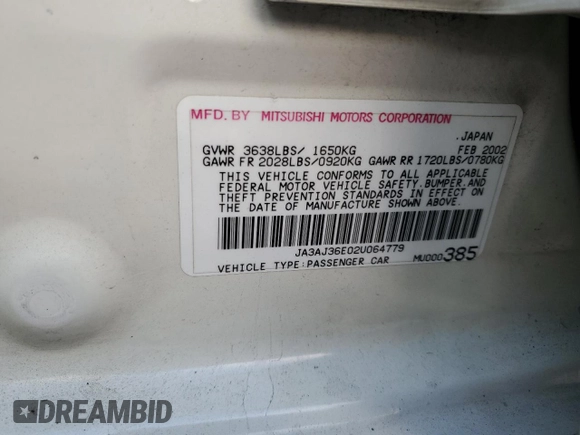 MFD. BY MITSUBISHI MOTORS CORPORATION
JAPAN
GVWR 3638LBS/ 1650KG FEB 2002
GAWR FR 2028LBS/0920KG GAWR RR 1720LBS/0780KG
THIS VEHICLE CONFORMS TO ALL APPLICABLE
FEDERAL MOTOR VEHICLE SAFETY,BUMPER,AND
THEFT PREVENTION STANDARDS IN EFFECT ON
THE DATE OF MANUFACTURE SHOWN ABOVE.
JA3AJ36E02U064779
VEHICLE TYPE:PASSENGER CAR MU000385
DREAMBID